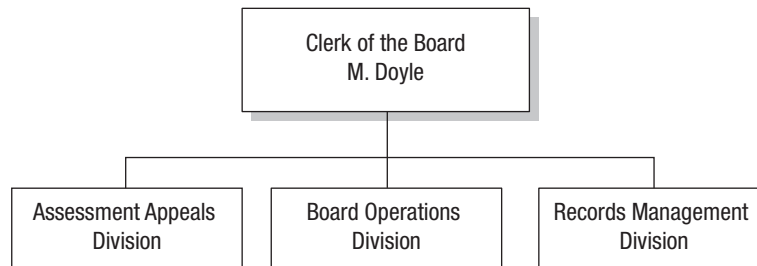 Clerk of the Board
M. Doyle
Assessment Appeals
Division
Board Operations
Division
Records Management
Division